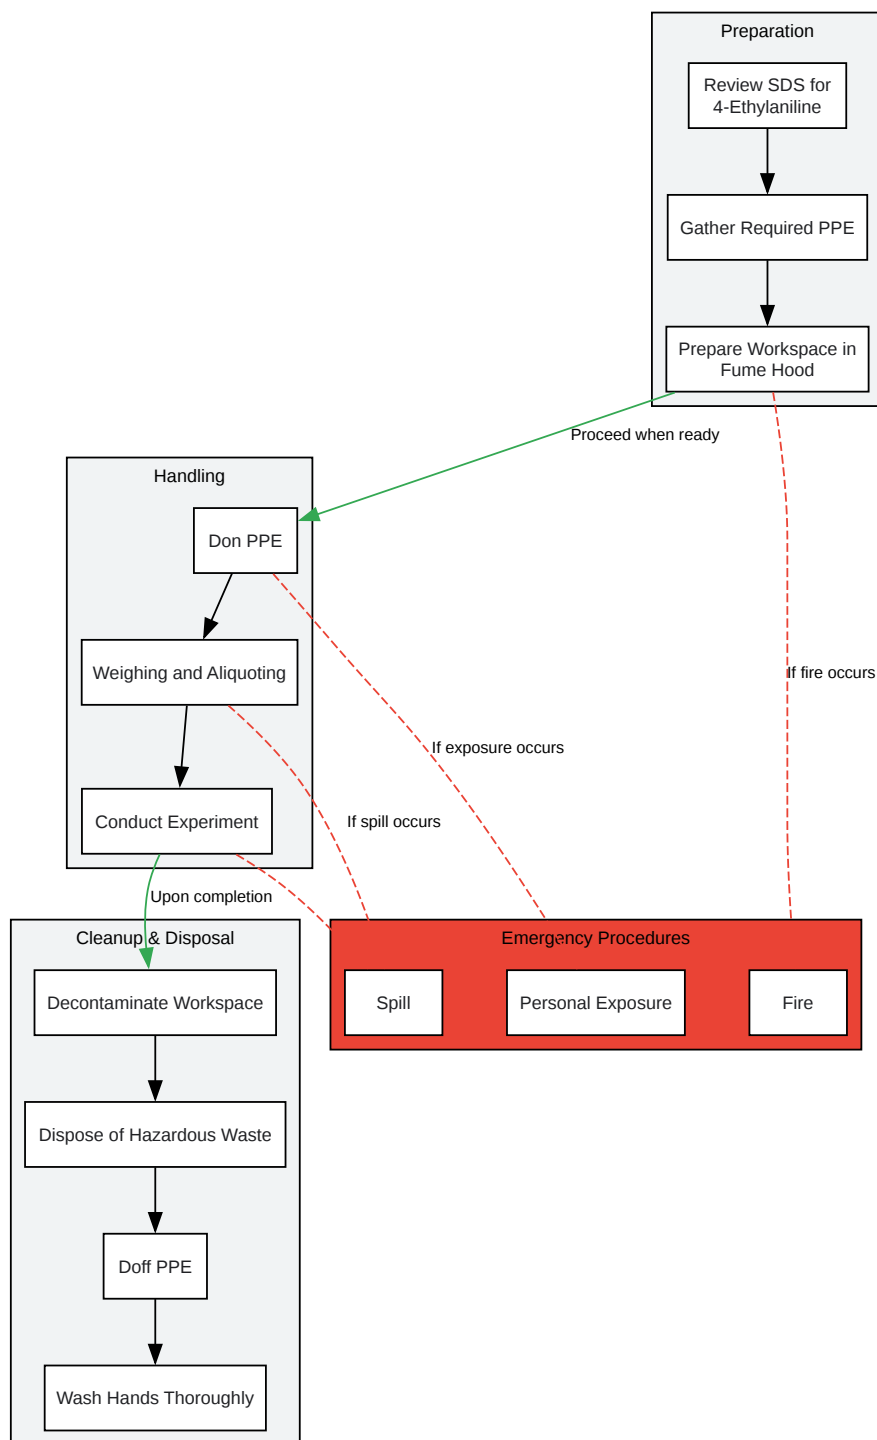 Preparation
Review SDS for
4-Ethylaniline
Gather Required PPE
Prepare Workspace in
Fume Hood
Proceed when ready
Handling
Don PPE
Weighing and Aliquoting
Conduct Experiment
If fire occurs
If exposure occurs
If spill occurs
Upon completion
Cleanup & Disposal
Decontaminate Workspace
Dispose of Hazardous Waste
Doff PPE
Wash Hands Thoroughly
Emergency Procedures
Spill
Personal Exposure
Fire